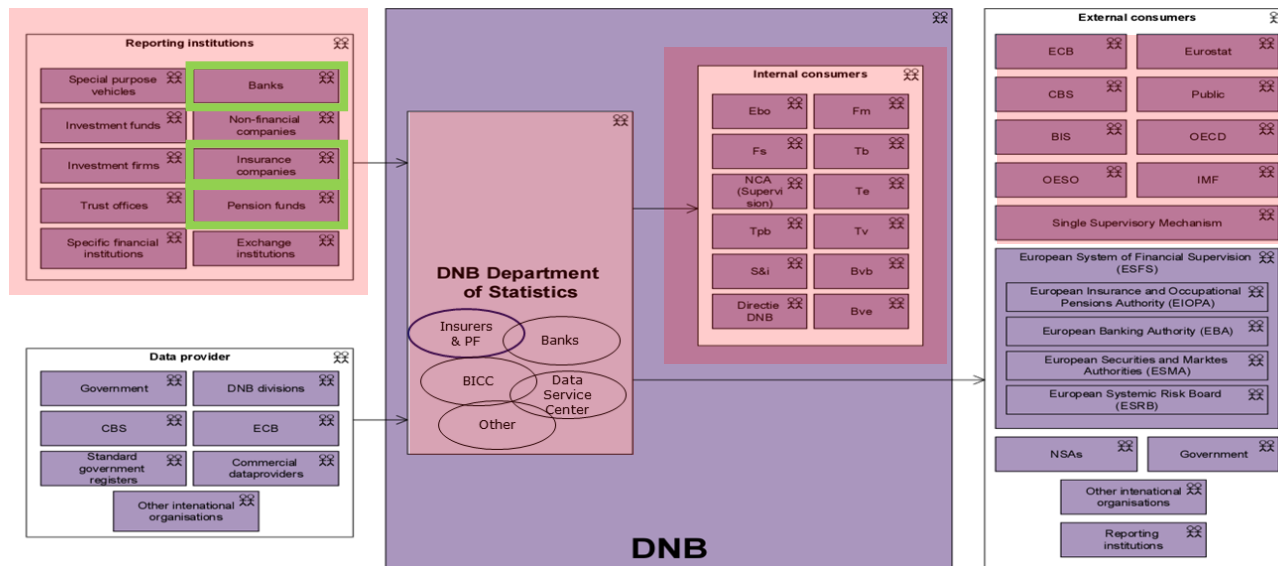 Reporting institutions
Special purpose
vehicles
Banks
Investment funds
Non-financial
companies
Investment firms
Insurance
companies
Trust offices
Pension funds
Specific financial
institutions
Exchange
institutions
Data provider
Government
DNB divisions
CBS
ECB
Standard
government
registers
Commercial
dataproviders
Other intenational
organisations
DNB Department
of Statistics
Insurers
& PF
Banks
BICC
Data
Service
Center
Other
Internal consumers
Ebo
Fm
Fs
Tb
NCA
(Supervi
sion)
Te
Tpb
Tv
S&i
Bvb
Directie
DNB
Bve
DNB
External consumers
ECB
Eurostat
CBS
Public
BIS
OECD
OESO
IMF
Single Supervisory Mechanism
European System of Financial Supervision
(ESFS)
European Insurance and Occupational
Pensions Authority (EIOPA)
European Banking Authority (EBA)
European Securities and Marktes
Authorities (ESMA)
European Systemic Risk Board
(ESRB)
NSAs
Government
Other intenational
organisations
Reporting
institutions